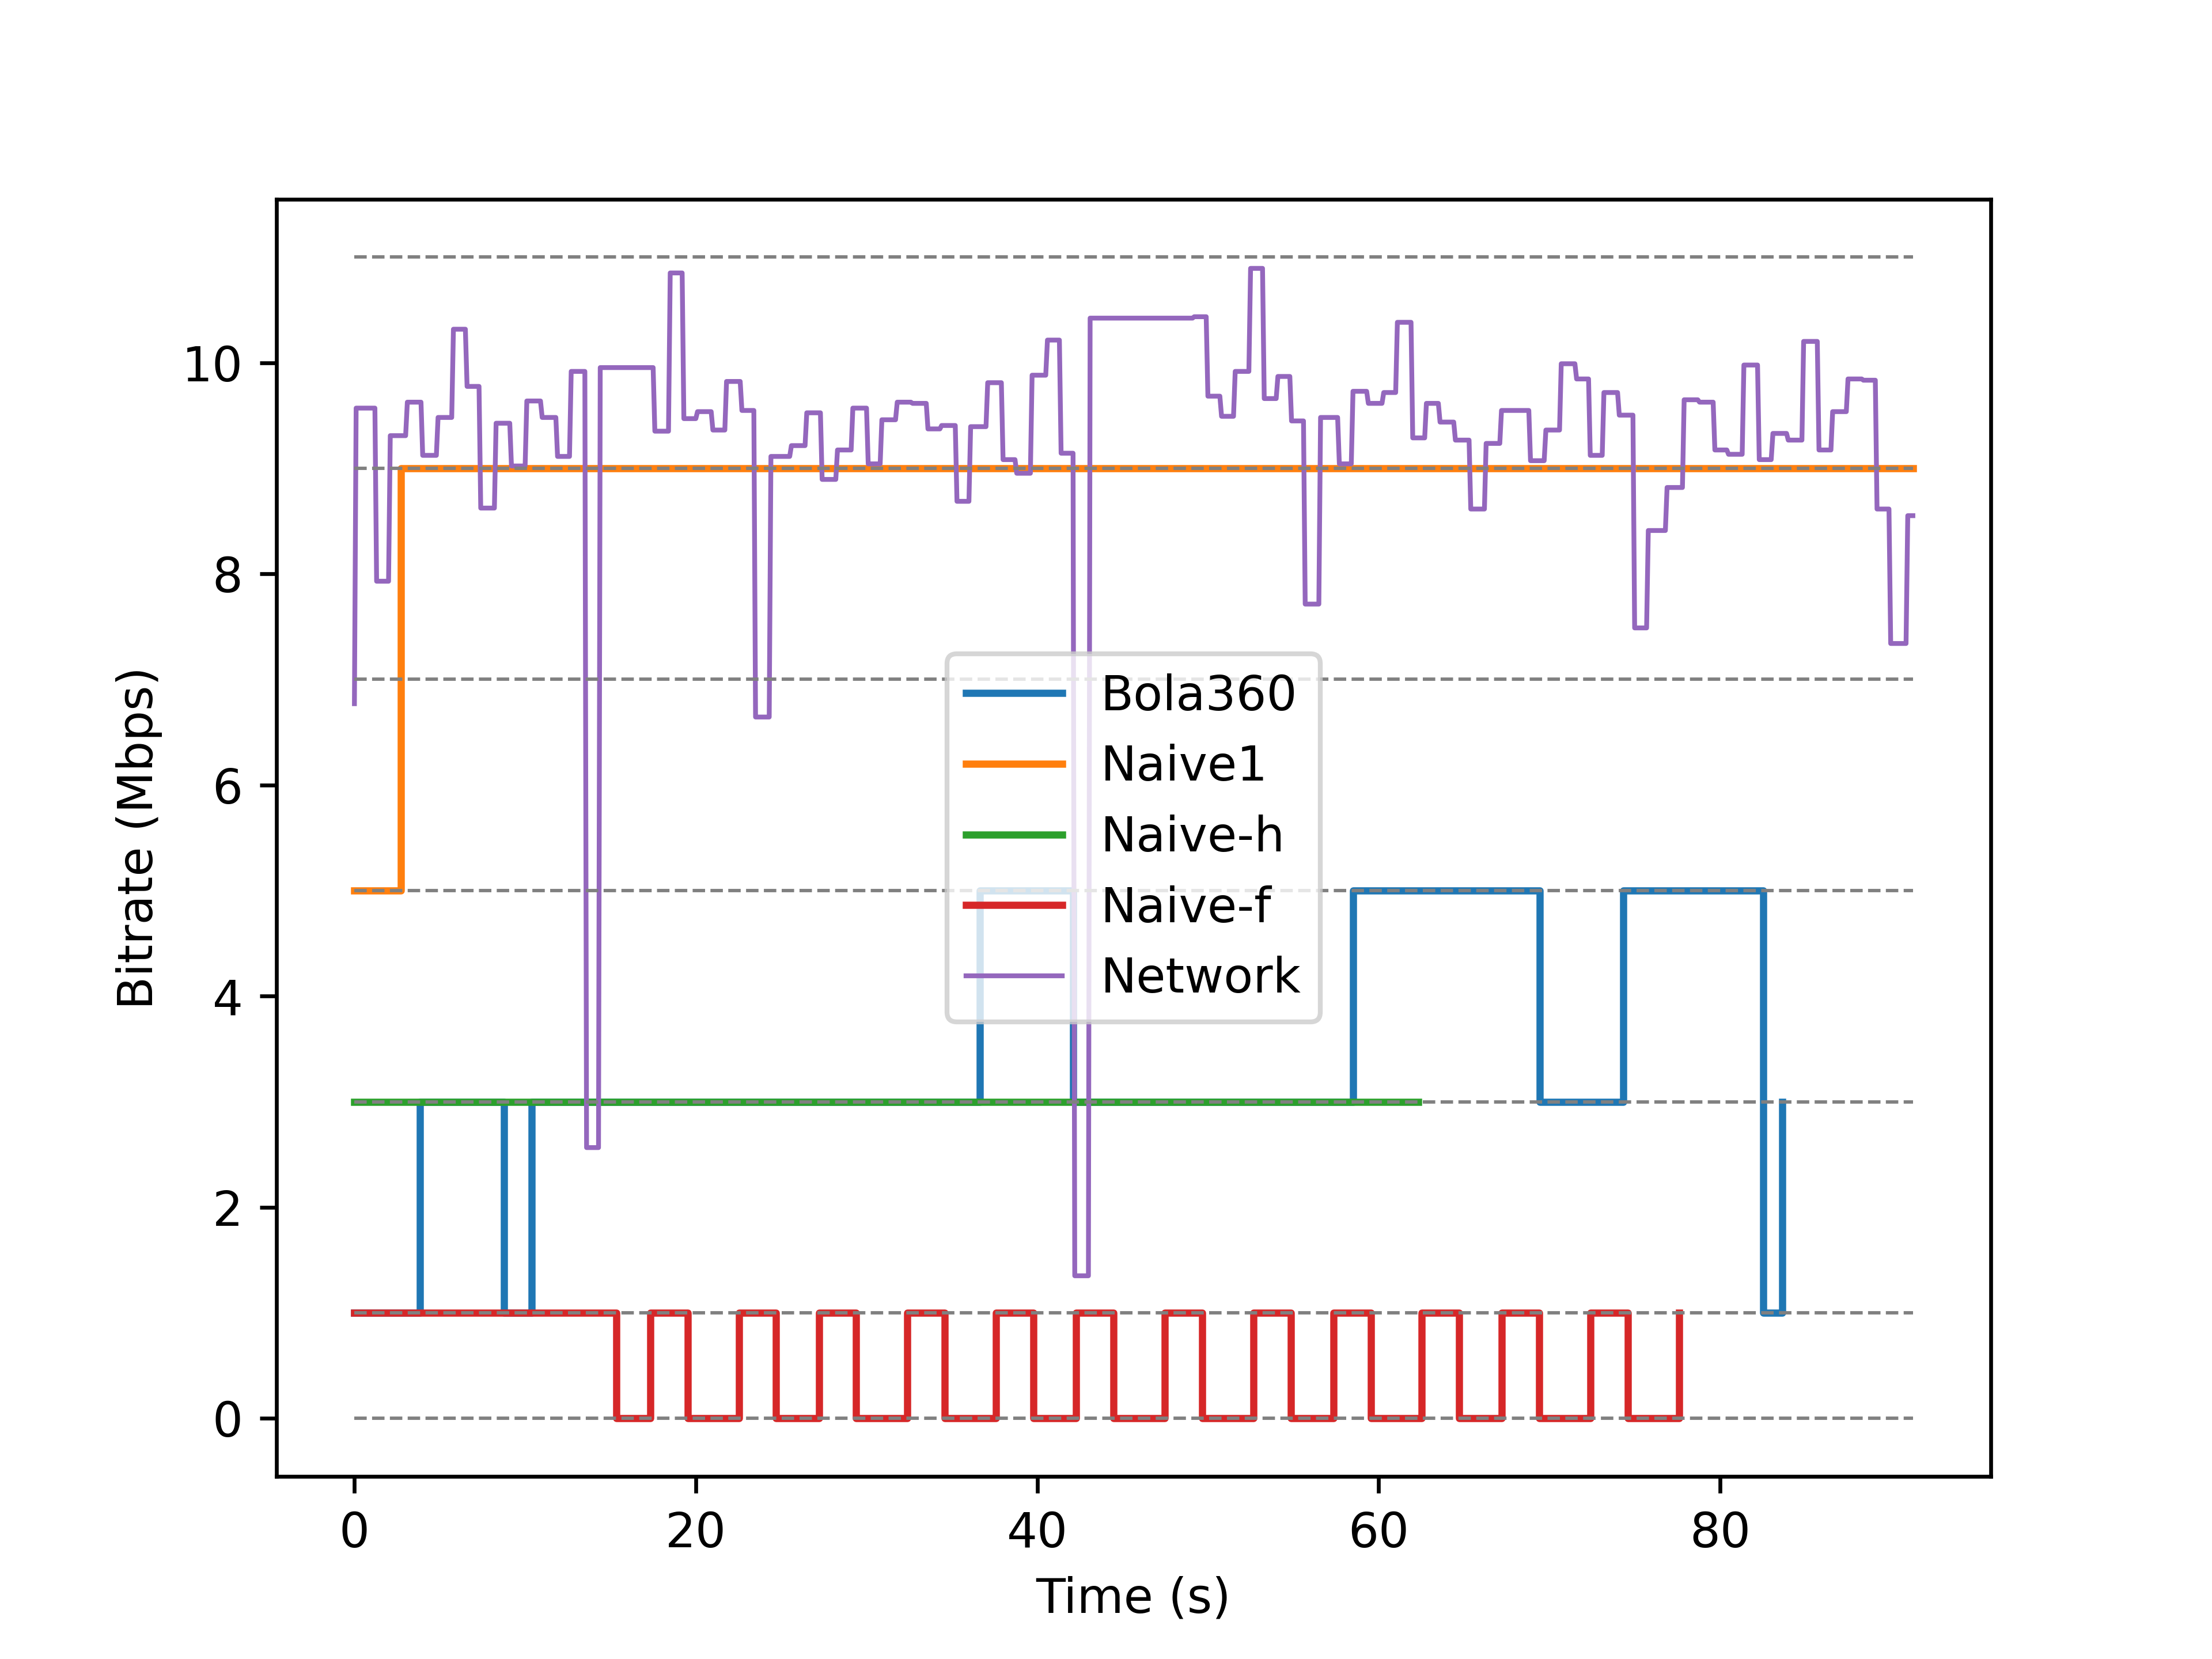 Bitrate (Mbps)
10
8
6
4
2
0
Bola360
Naive1
Naive-h
Naive-f
Network
0 20 40 60 80
Time (s)